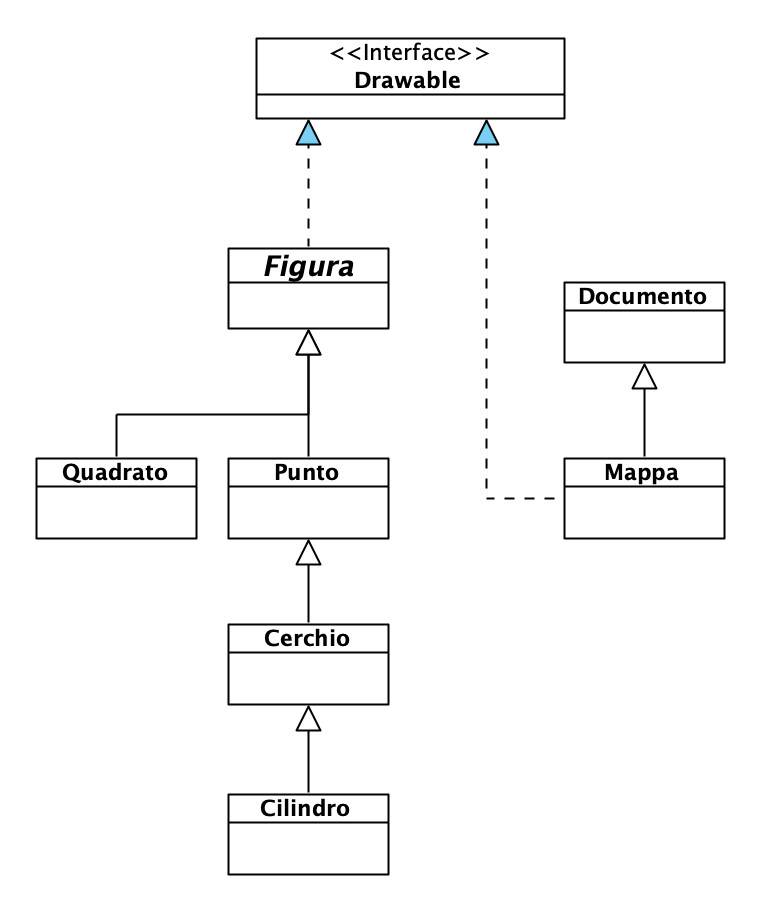 <<Interface>>
Drawable
Figura
Documento
Quadrato
Punto
Mappa
Cerchio
Cilindro